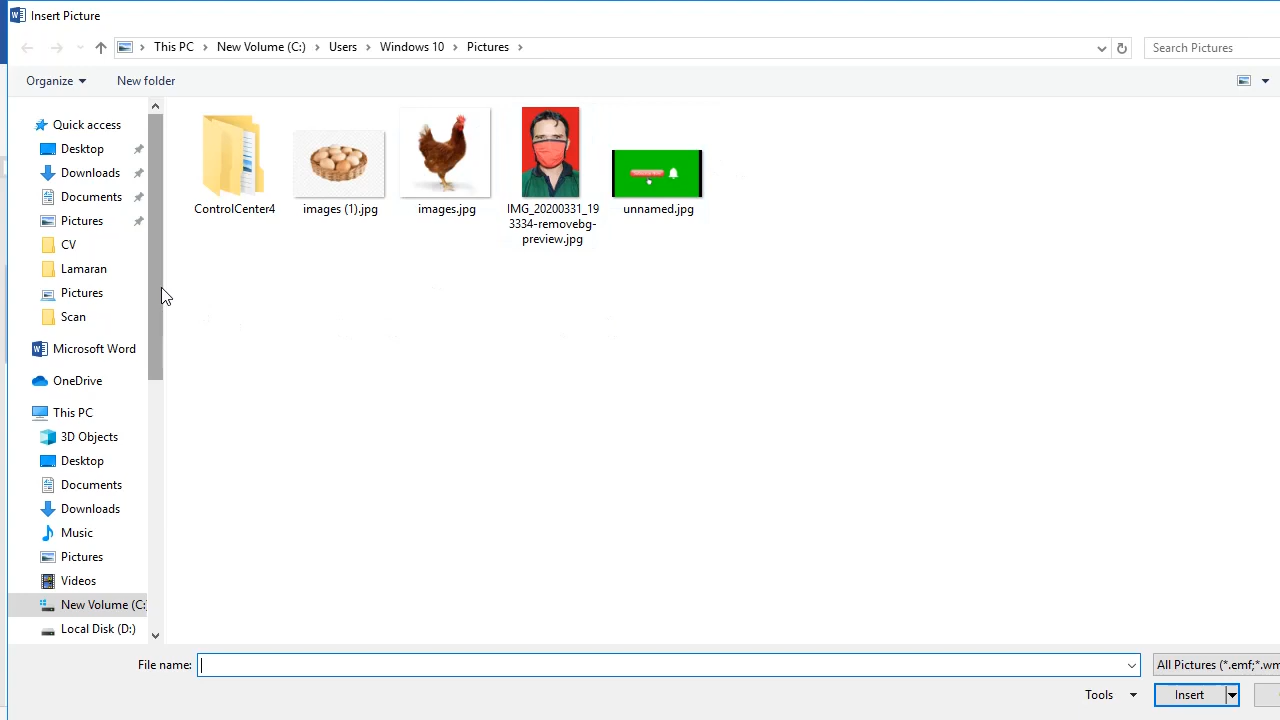 Insert Picture
This PC
New Volume (C:)
Users
Windows 10
Pictures
Search Pictures
Organize
New folder
Quick access
Desktop
Downloads
Documents
Pictures
CV
Lamaran
Pictures
Scan
Microsoft Word
OneDrive
This PC
3D Objects
Desktop
Documents
Downloads
Music
Pictures
Videos
New Volume (C:
Local Disk (D:)
ControlCenter4
images (1).jpg
images.jpg
IMG_20200331_19
3334-removebg-
preview.jpg
unnamed.jpg
File name:
All Pictures (*.emf;*.wm
Tools
Insert